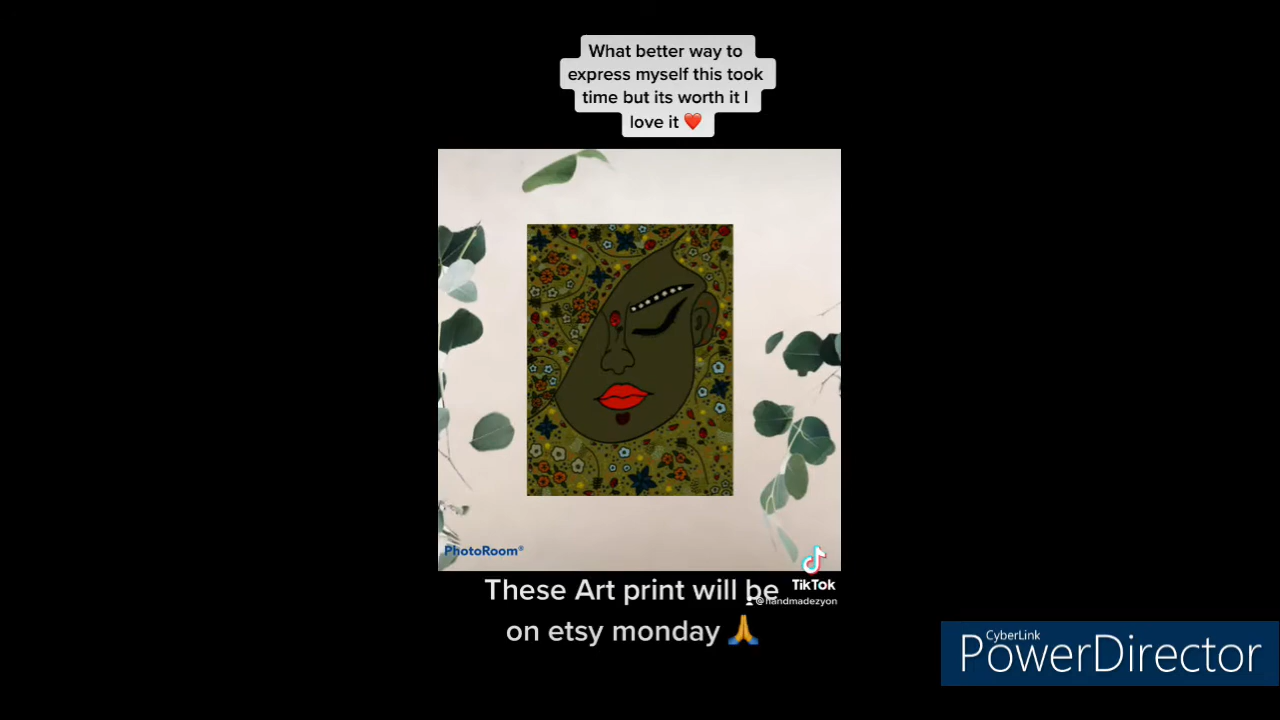 What better way to
express myself this took
time but its worth it I
love it ❤️
PhotoRoom®
TikTok
@handmadezyon
These Art print will be
on etsy monday 🙏
CyberLink
PowerDirector